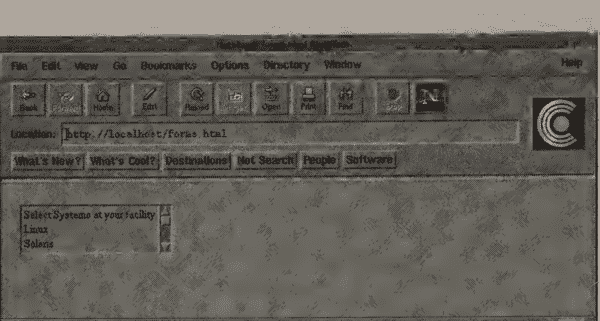 File Edit View Go Bookmarks Options Directory Window Help
Back Home Edit Reload Open Print Find Stop N
Location: http://localhost/forms.html
What's New? What's Cool? Destinations Net Search People Software
Select Systems at your facility
Linux
Solaris